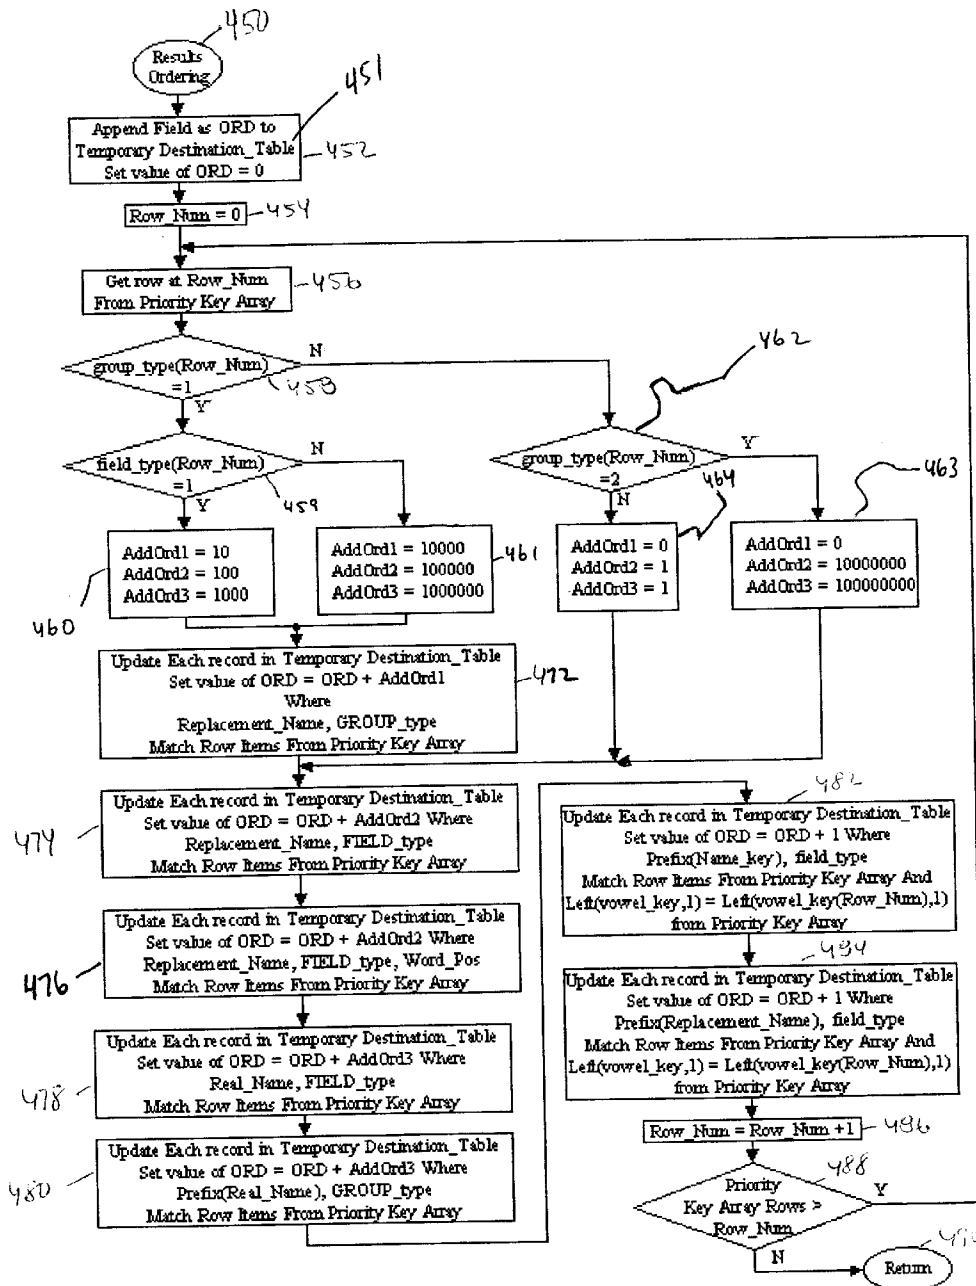 450
Results
Ordering
451
Append Field as ORD to
Temporary Destination_Table
Set value of ORD = 0
452
Row_Num = 0
454
Get row at Row_Num
From Priority Key Array
456
group_type(Row_Num)
=1
N
Y
458
462
field_type(Row_Num)
=1
N
Y
459
group_type(Row_Num)
=2
Y
N
464
463
AddOrd1 = 10
AddOrd2 = 100
AddOrd3 = 1000
460
AddOrd1 = 10000
AddOrd2 = 100000
AddOrd3 = 1000000
461
AddOrd1 = 0
AddOrd2 = 1
AddOrd3 = 1
AddOrd1 = 0
AddOrd2 = 10000000
AddOrd3 = 100000000
Update Each record in Temporary Destination_Table
Set value of ORD = ORD + AddOrd1
Where
Replacement_Name, GROUP_type
Match Row Items From Priority Key Array
472
Update Each record in Temporary Destination_Table
Set value of ORD = ORD + AddOrd2 Where
Replacement_Name, FIELD_type
Match Row Items From Priority Key Array
474
Update Each record in Temporary Destination_Table
Set value of ORD = ORD + AddOrd2 Where
Replacement_Name, FIELD_type, Word_Pos
Match Row Items From Priority Key Array
476
Update Each record in Temporary Destination_Table
Set value of ORD = ORD + AddOrd3 Where
Real_Name, FIELD_type
Match Row Items From Priority Key Array
478
Update Each record in Temporary Destination_Table
Set value of ORD = ORD + AddOrd3 Where
Prefix(Real_Name), GROUP_type
Match Row Items From Priority Key Array
480
482
Update Each record in Temporary Destination_Table
Set value of ORD = ORD + 1 Where
Prefix(Name_key), field_type
Match Row Items From Priority Key Array And
Left(vowel_key,1) = Left(vowel_key(Row_Num),1)
from Priority Key Array
494
Update Each record in Temporary Destination_Table
Set value of ORD = ORD + 1 Where
Prefix(Replacement_Name), field_type
Match Row Items From Priority Key Array And
Left(vowel_key,1) = Left(vowel_key(Row_Num),1)
from Priority Key Array
Row_Num = Row_Num +1
496
488
Priority
Key Array Rows >
Row_Num
Y
N
Return